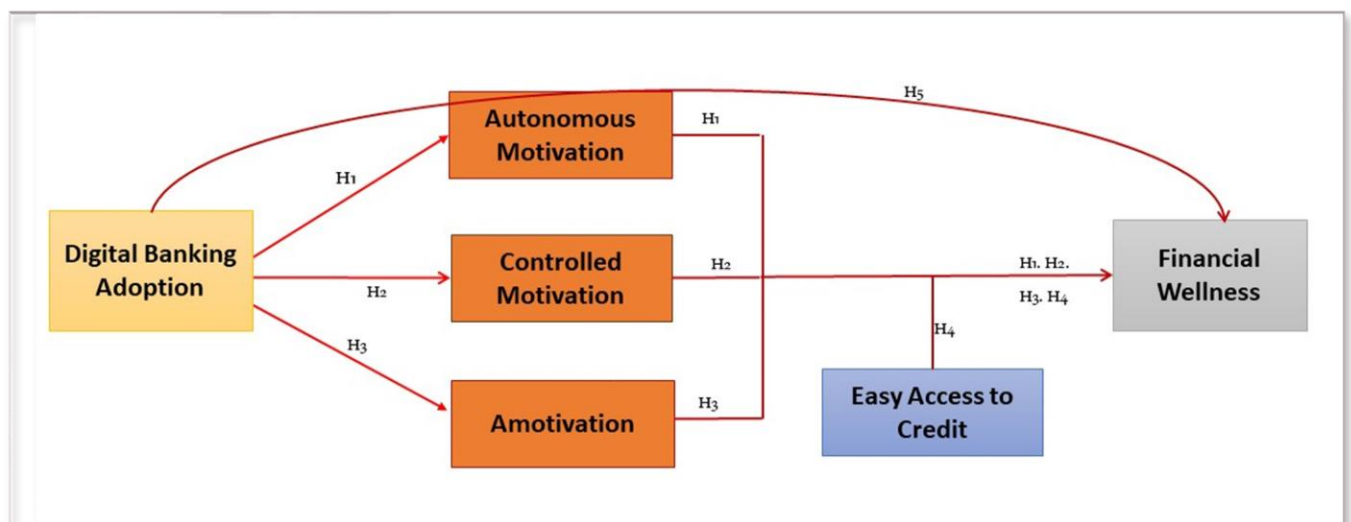 H5
Autonomous
Motivation
H1
H1
Digital Banking
Adoption
Controlled
Motivation
H2
H2
H1. H2.
H3. H4
Financial
Wellness
H3
H4
Amotivation
H3
Easy Access to
Credit